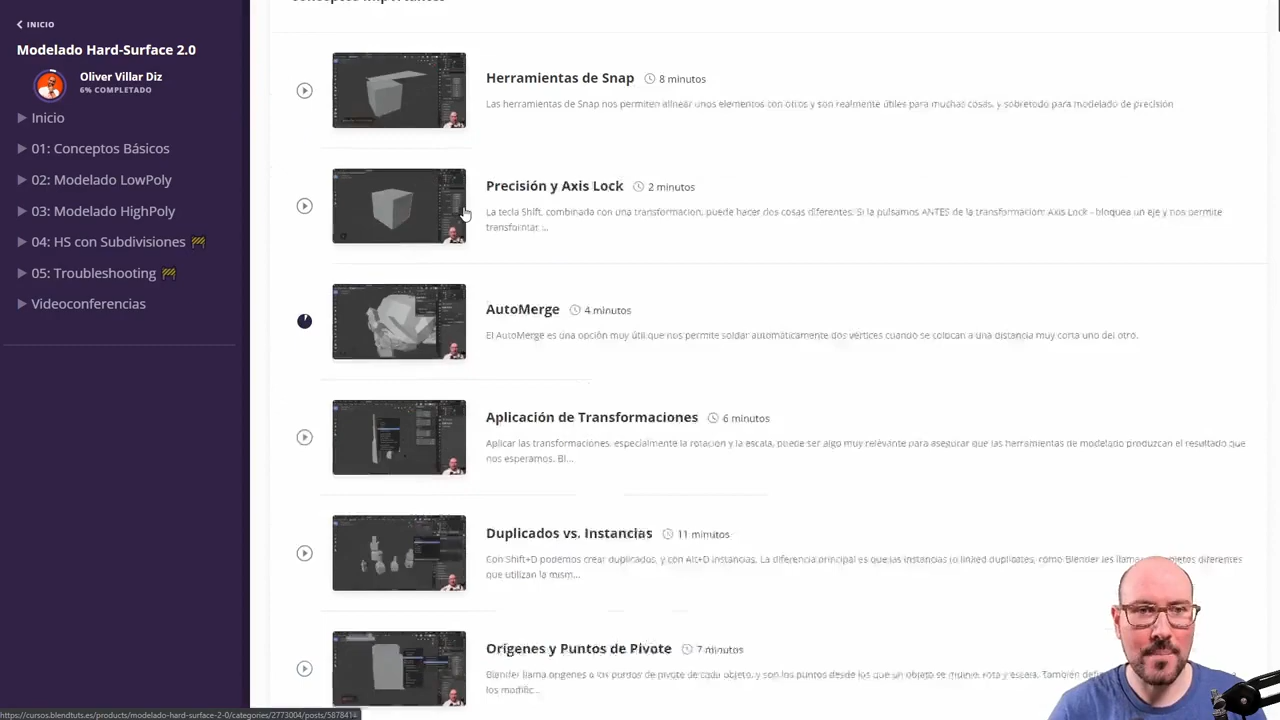 INICIO
Modelado Hard-Surface 2.0
Oliver Villar Diz
6% COMPLETADO
Inicio
01: Conceptos Básicos
02: Modelado LowPoly
03: Modelado HighPoly
04: HS con Subdivisiones
05: Troubleshooting
Videoconferencias
Conceptos Importantes
Herramientas de Snap 8 minutos
Las herramientas de Snap nos permiten alinear unos elementos con otros y son realmente útiles para muchas cosas, y sobretodo para modelado de precisión
Precisión y Axis Lock 2 minutos
La tecla Shift, combinada con una transformación, puede hacer dos cosas diferentes. Si la pulsamos ANTES de la transformación: Axis Lock - bloquea un eje y nos permite
transformar ...
AutoMerge 4 minutos
El AutoMerge es una opción muy útil que nos permite soldar automáticamente dos vértices cuando se colocan a una distancia muy corta uno del otro.
Aplicación de Transformaciones 6 minutos
Aplicar las transformaciones, especialmente la rotación y la escala, puede ser algo muy relevante para asegurar que las herramientas de modelado produzcan el resultado que
nos esperamos. Bl...
Duplicados vs. Instancias 11 minutos
Con Shift+D podemos crear duplicados, y con Alt+D instancias. La diferencia principal es que las instancias (o linked duplicates, como Blender les llama) diferentes
que utilizan la mism...
Orígenes y Puntos de Pivote 7 minutos
Blender llama orígenes a los puntos de pivote de cada objeto, y son los puntos desde los que un objeto se mueve, rota y escala. También
los modific...
https://cursos.blendtuts.es/products/modelado-hard-surface-2-0/categories/2773004/posts/587841